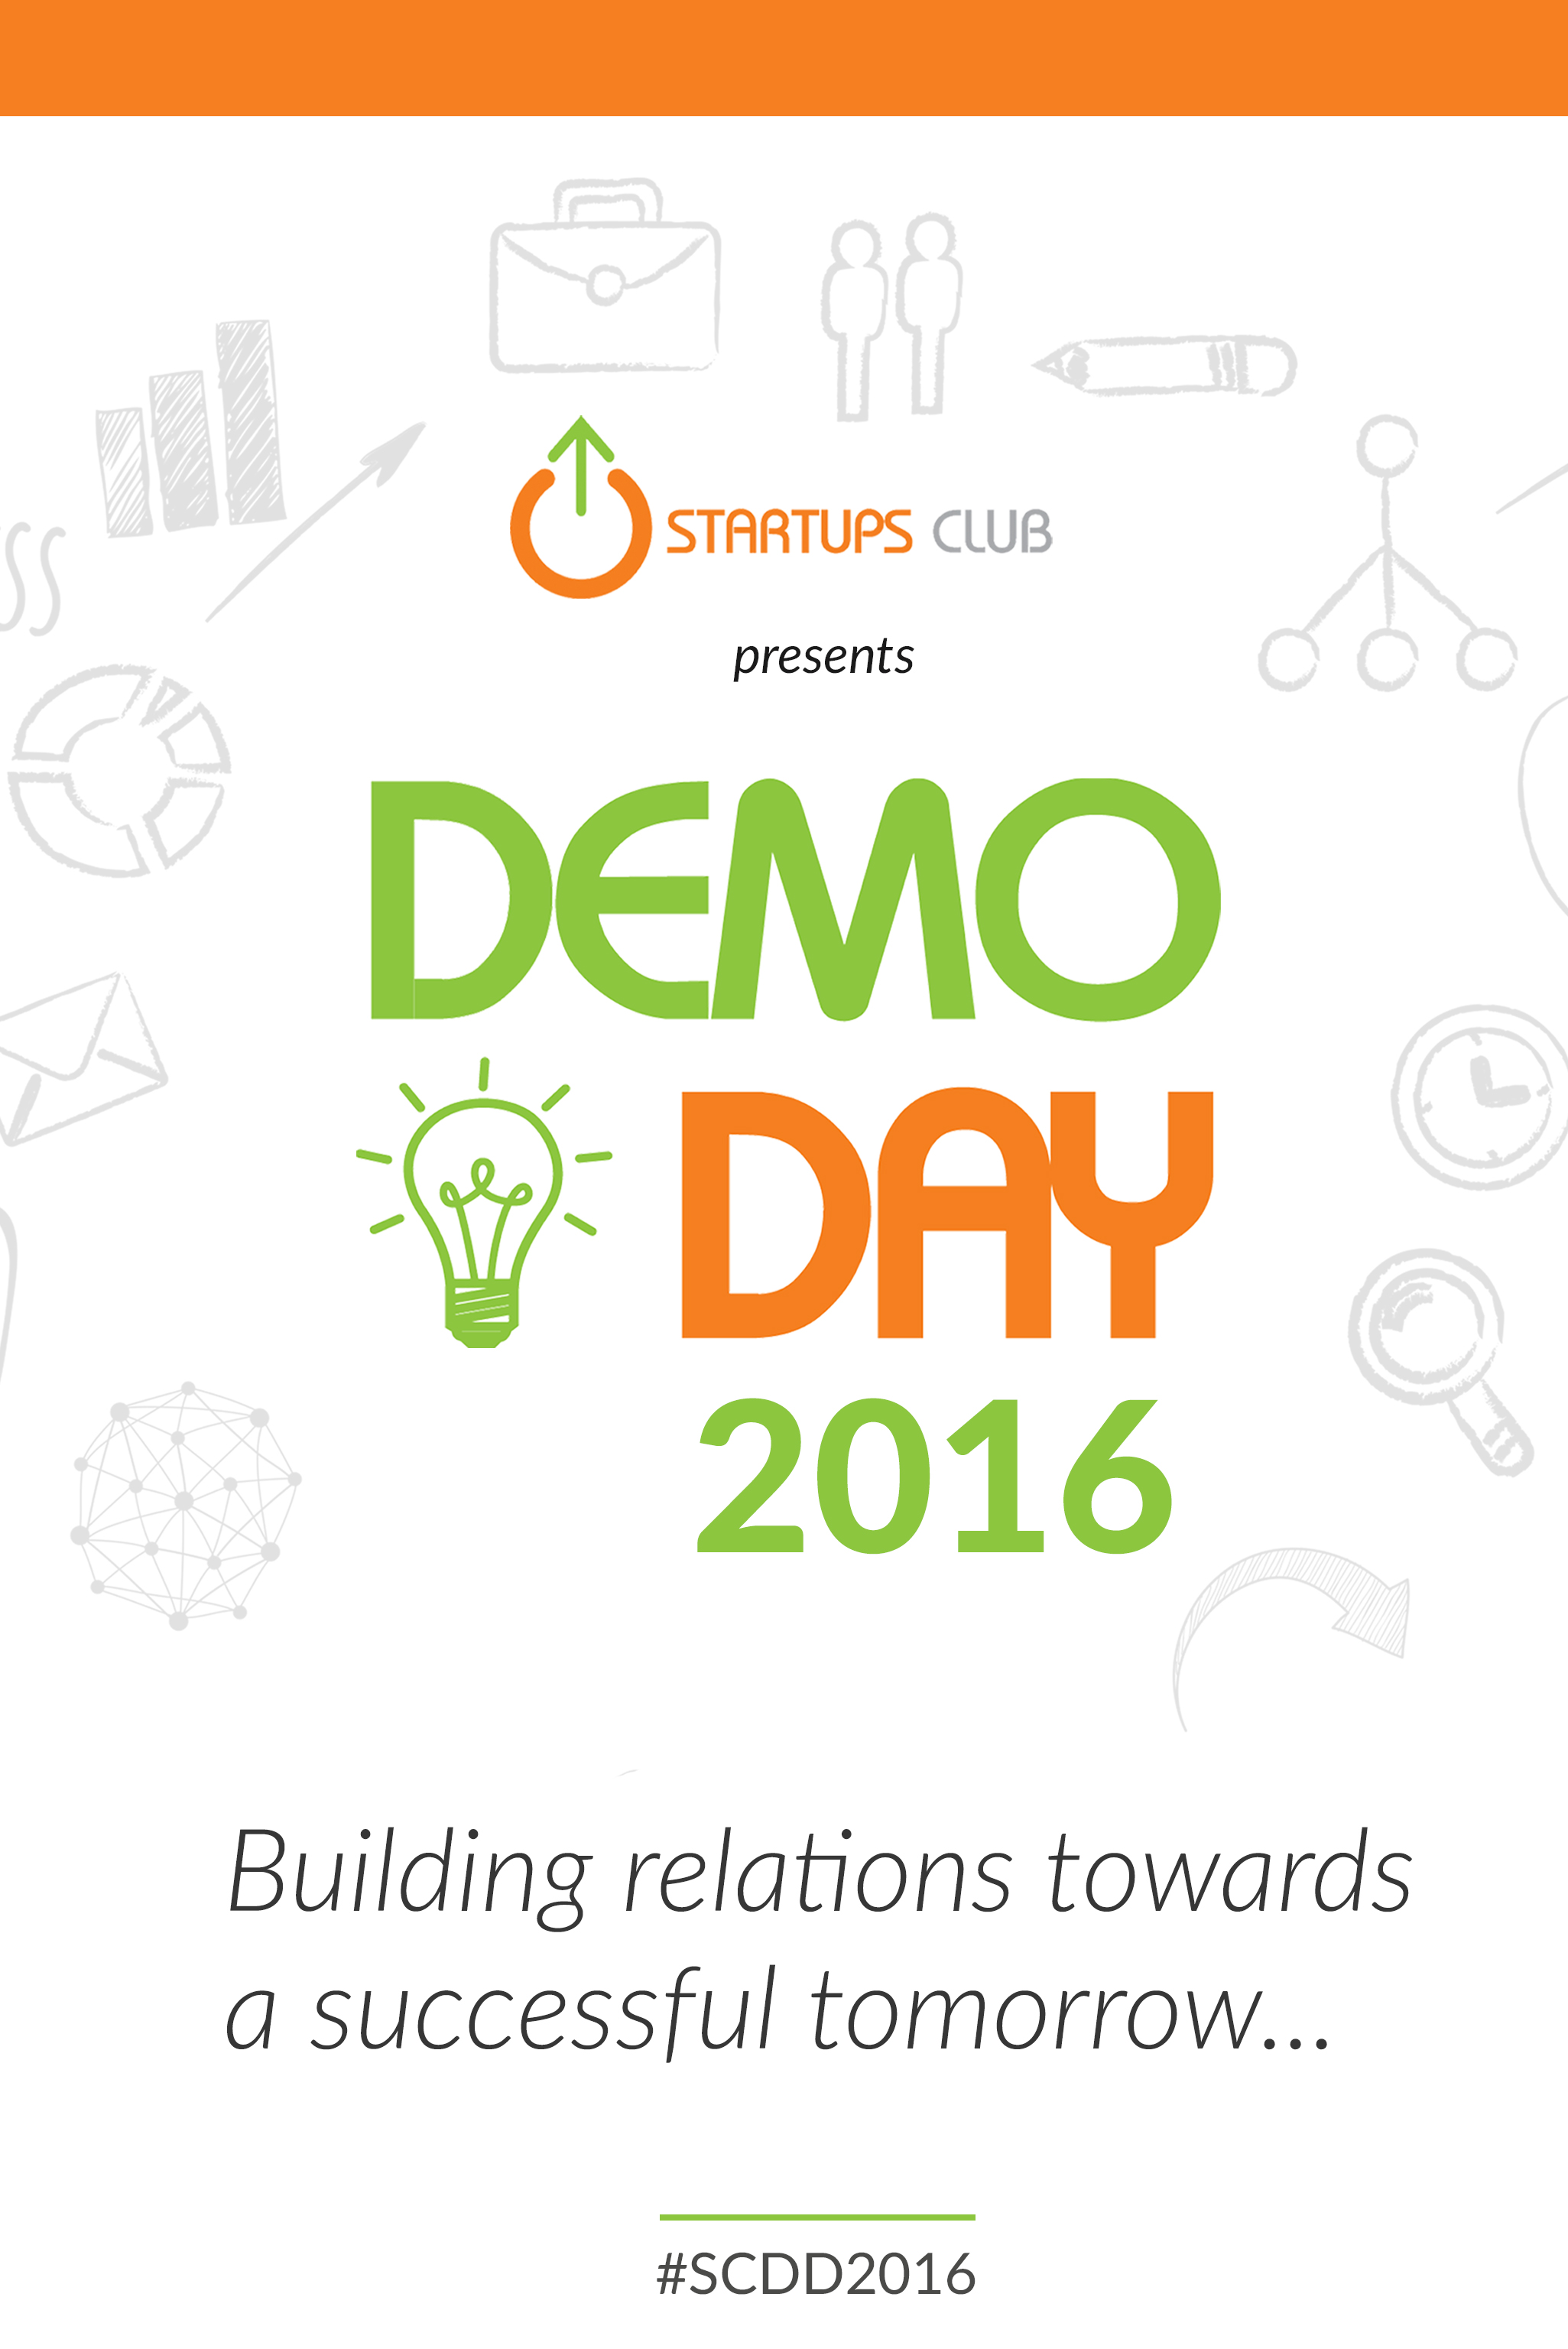 STARTUPS CLUB
presents
DEMO
DAY
2016
Building relations towards
a successful tomorrow...
#SCDD2016